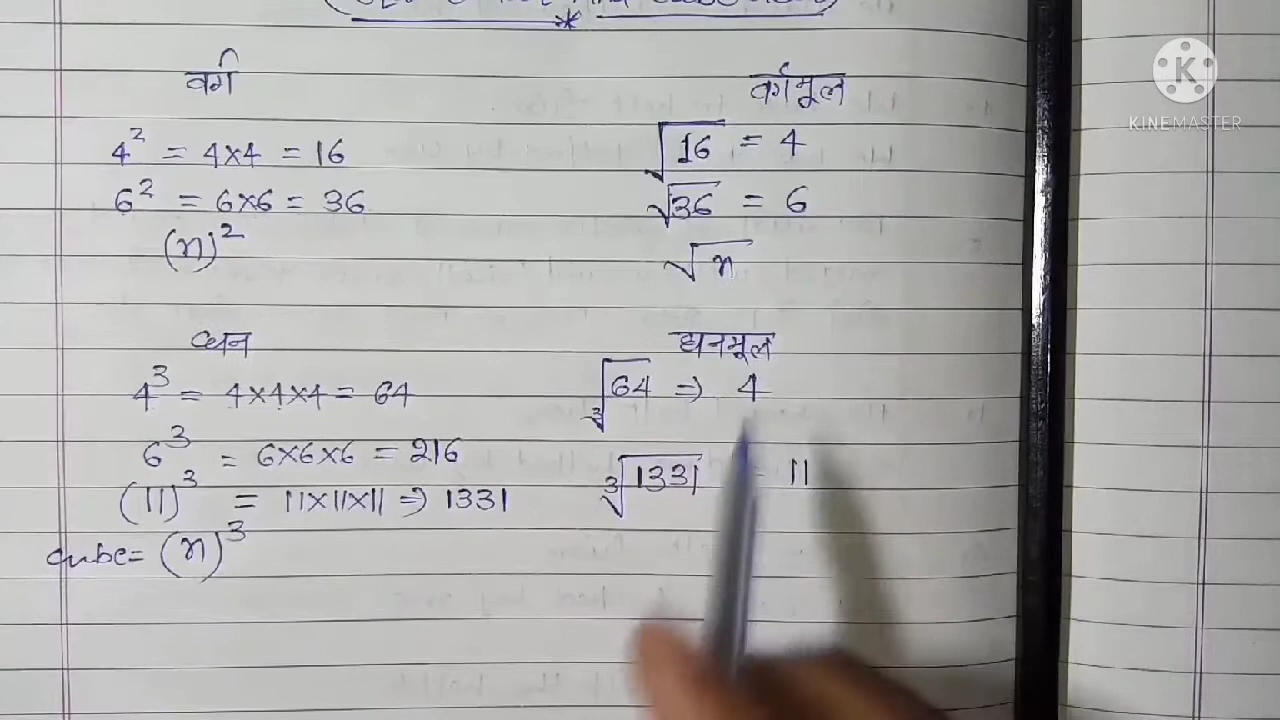 वर्ग
4² = 4×4 = 16
6² = 6×6 = 36
(n)²
वर्गमूल
√16 = 4
√36 = 6
√n
घन
4³ = 4×4×4 = 64
6³ = 6×6×6 = 216
(11)³ = 11×11×11 => 1331
cube = (n)³
घनमूल
∛64 => 4
∛1331 = 11
KINEMASTER